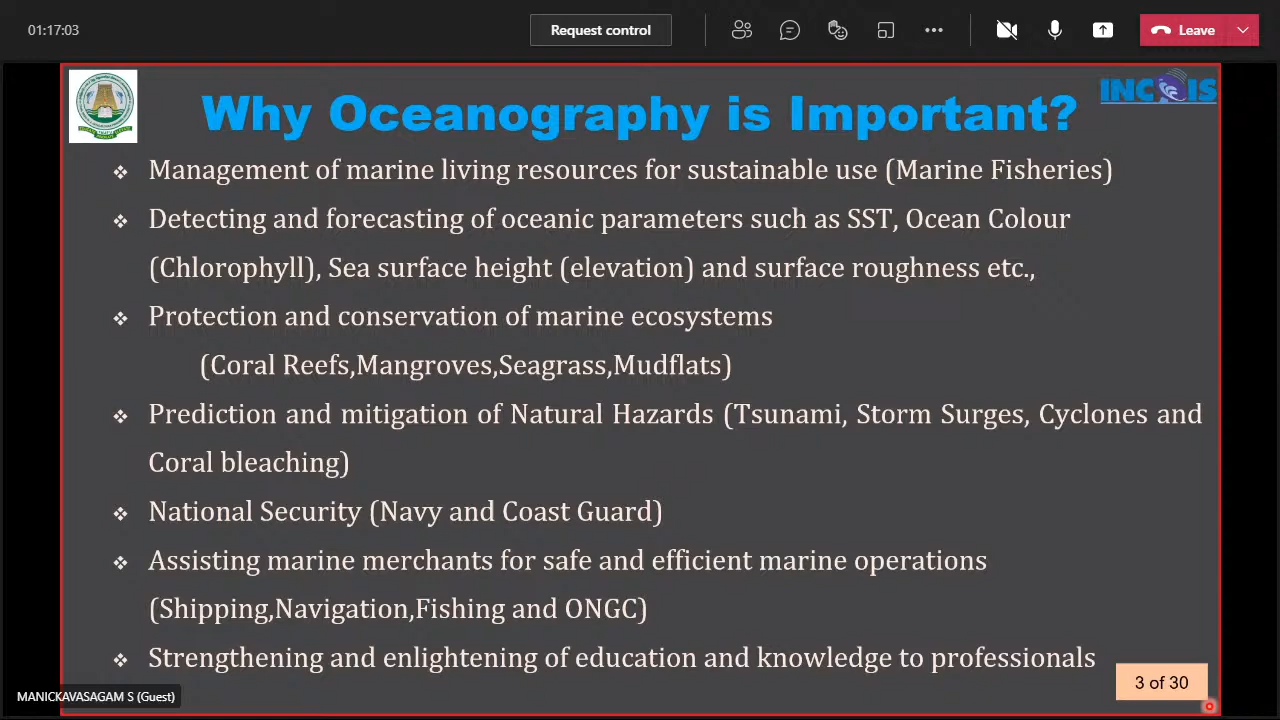 01:17:03
Request control
Leave
INCOIS
Why Oceanography is Important?
❖ Management of marine living resources for sustainable use (Marine Fisheries)
❖ Detecting and forecasting of oceanic parameters such as SST, Ocean Colour
(Chlorophyll), Sea surface height (elevation) and surface roughness etc.,
❖ Protection and conservation of marine ecosystems
(Coral Reefs,Mangroves,Seagrass,Mudflats)
❖ Prediction and mitigation of Natural Hazards (Tsunami, Storm Surges, Cyclones and
Coral bleaching)
❖ National Security (Navy and Coast Guard)
❖ Assisting marine merchants for safe and efficient marine operations
(Shipping,Navigation,Fishing and ONGC)
❖ Strengthening and enlightening of education and knowledge to professionals
3 of 30
MANICKAVASAGAM S (Guest)